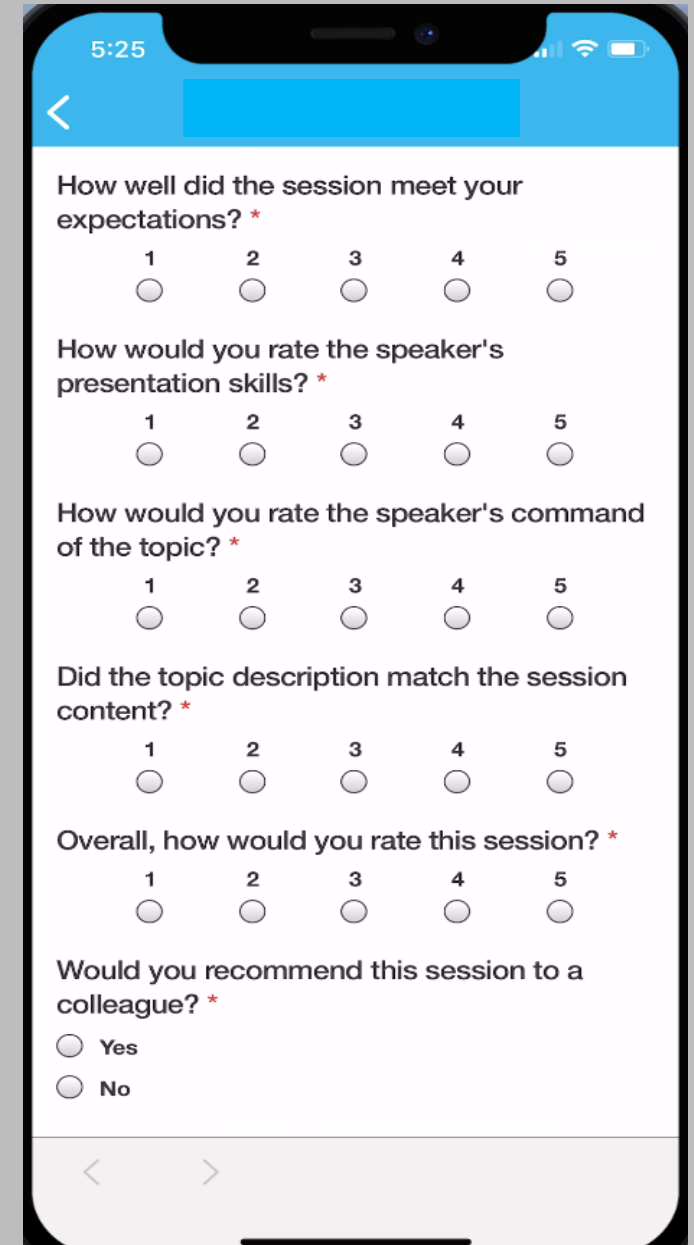 5:25
How well did the session meet your
expectations? *
1 2 3 4 5
How would you rate the speaker's
presentation skills? *
1 2 3 4 5
How would you rate the speaker's command
of the topic? *
1 2 3 4 5
Did the topic description match the session
content? *
1 2 3 4 5
Overall, how would you rate this session? *
1 2 3 4 5
Would you recommend this session to a
colleague? *
Yes
No